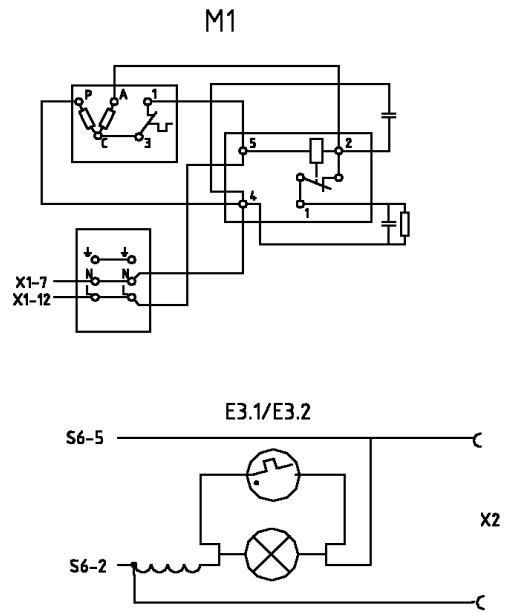 M1
P A 1
C 3
5 2
4
1
N N
X1-7
L L
X1-12
E3.1/E3.2
S6-5
X2
S6-2